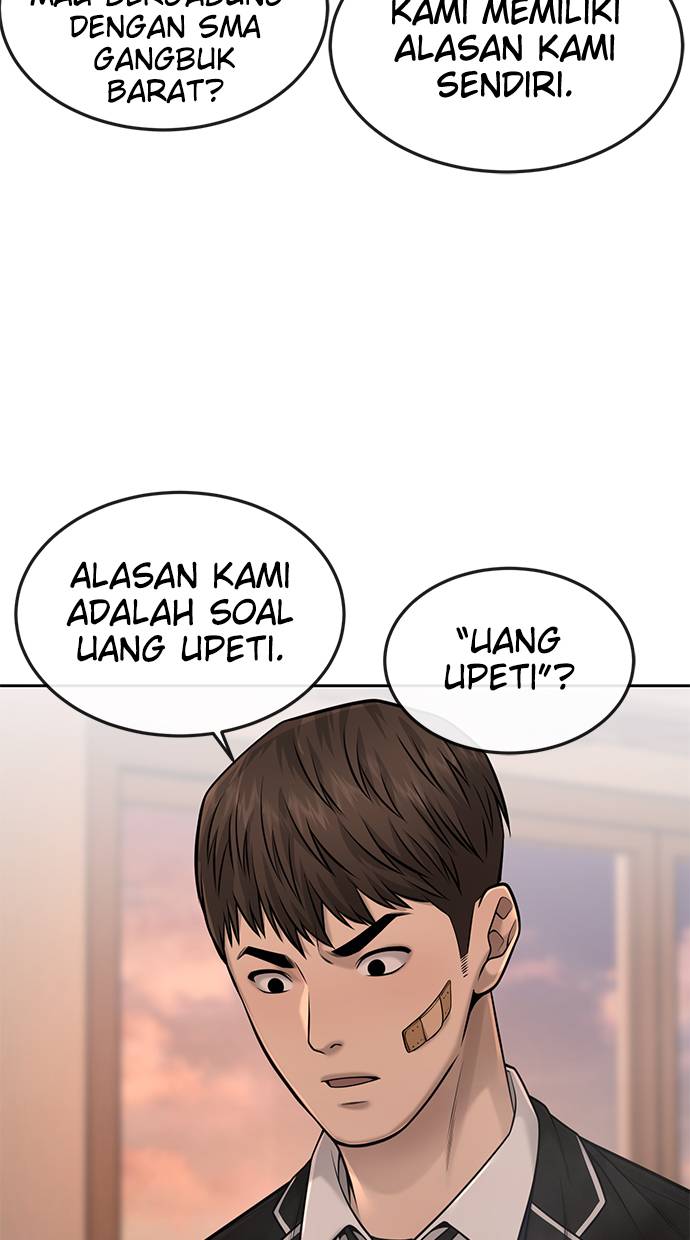 DENGAN SMA
GANGBUK
BARAT?
KAMI MEMILIKI
ALASAN KAMI
SENDIRI.
ALASAN KAMI
ADALAH SOAL
UANG UPETI.
"UANG
UPETI"?